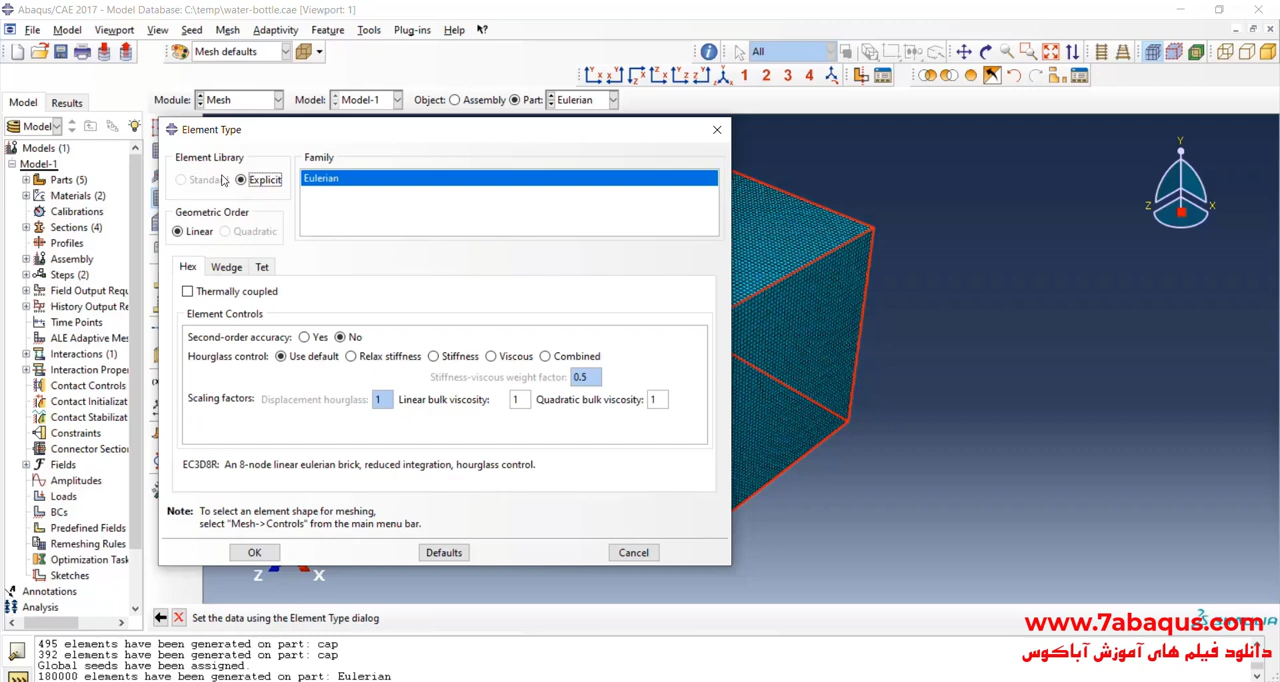 Abaqus/CAE 2017 - Model Database: C:\temp\water-bottle.cae [Viewport: 1]
File Model Viewport View Seed Mesh Adaptivity Feature Tools Plug-ins Help
Mesh defaults All
1 2 3 4
Model Results Module: Mesh Model: Model-1 Object: Assembly Part: Eulerian
Model
Models (1)
Model-1
Parts (5)
Materials (2)
Calibrations
Sections (4)
Profiles
Assembly
Steps (2)
Field Output Requ
History Output Re
Time Points
ALE Adaptive Mes
Interactions (1)
Interaction Prope
Contact Controls
Contact Initializat
Contact Stabilizat
Constraints
Connector Section
Fields
Amplitudes
Loads
BCs
Predefined Fields
Remeshing Rules
Optimization Task
Sketches
Annotations
Analysis
Element Type
Element Library
Standa Explicit
Family
Eulerian
Geometric Order
Linear Quadratic
Hex Wedge Tet
Thermally coupled
Element Controls
Second-order accuracy: Yes No
Hourglass control: Use default Relax stiffness Stiffness Viscous Combined
Stiffness-viscous weight factor: 0.5
Scaling factors: Displacement hourglass: 1 Linear bulk viscosity: 1 Quadratic bulk viscosity: 1
EC3D8R: An 8-node linear eulerian brick, reduced integration, hourglass control.
Note: To select an element shape for meshing,
select "Mesh->Controls" from the main menu bar.
OK Defaults Cancel
Y
Z X
Z X
Set the data using the Element Type dialog
www.7abaqus.com
دانلود فیلم های آموزش آباکوس
495 elements have been generated on part: cap
392 elements have been generated on part: cap
Global seeds have been assigned.
180000 elements have been generated on part: Eulerian